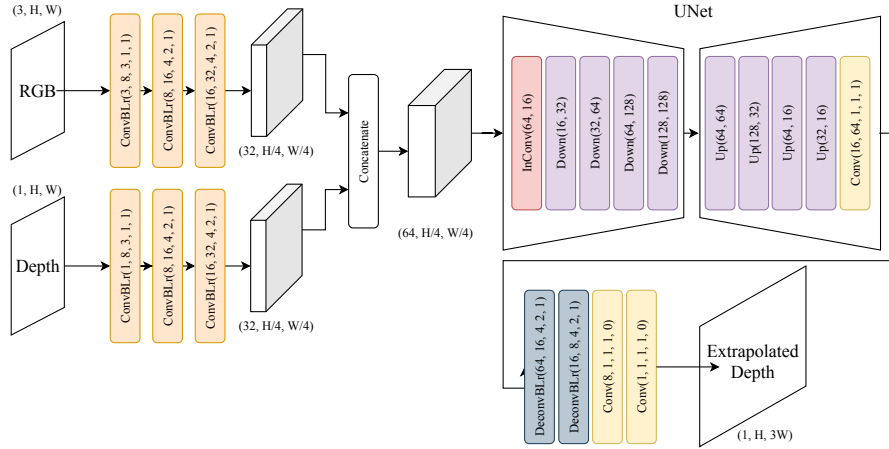 (3, H, W)
RGB
ConvBLr(3, 8, 3, 1, 1)
ConvBLr(8, 16, 4, 2, 1)
ConvBLr(16, 32, 4, 2, 1)
(32, H/4, W/4)
(1, H, W)
Depth
ConvBLr(1, 8, 3, 1, 1)
ConvBLr(8, 16, 4, 2, 1)
ConvBLr(16, 32, 4, 2, 1)
(32, H/4, W/4)
Concatenate
(64, H/4, W/4)
UNet
InConv(64, 16)
Down(16, 32)
Down(32, 64)
Down(64, 128)
Down(128, 128)
Up(64, 64)
Up(128, 32)
Up(64, 16)
Up(32, 16)
Conv(16, 64, 1, 1, 1)
DeconvBLr(64, 16, 4, 2, 1)
DeconvBLr(16, 8, 4, 2, 1)
Conv(8, 1, 1, 1, 0)
Conv(1, 1, 1, 1, 0)
Extrapolated
Depth
(1, H, 3W)